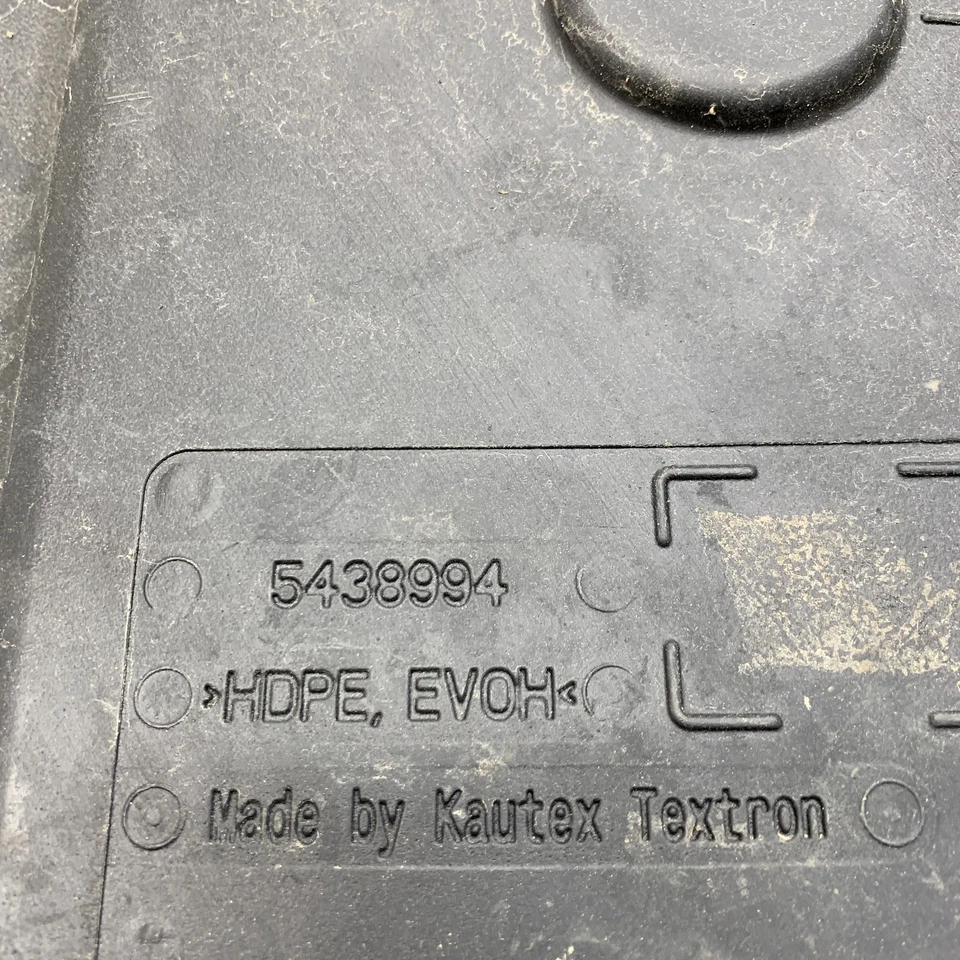 5438994
>HDPE, EVOH<
Made by Kautex Textron